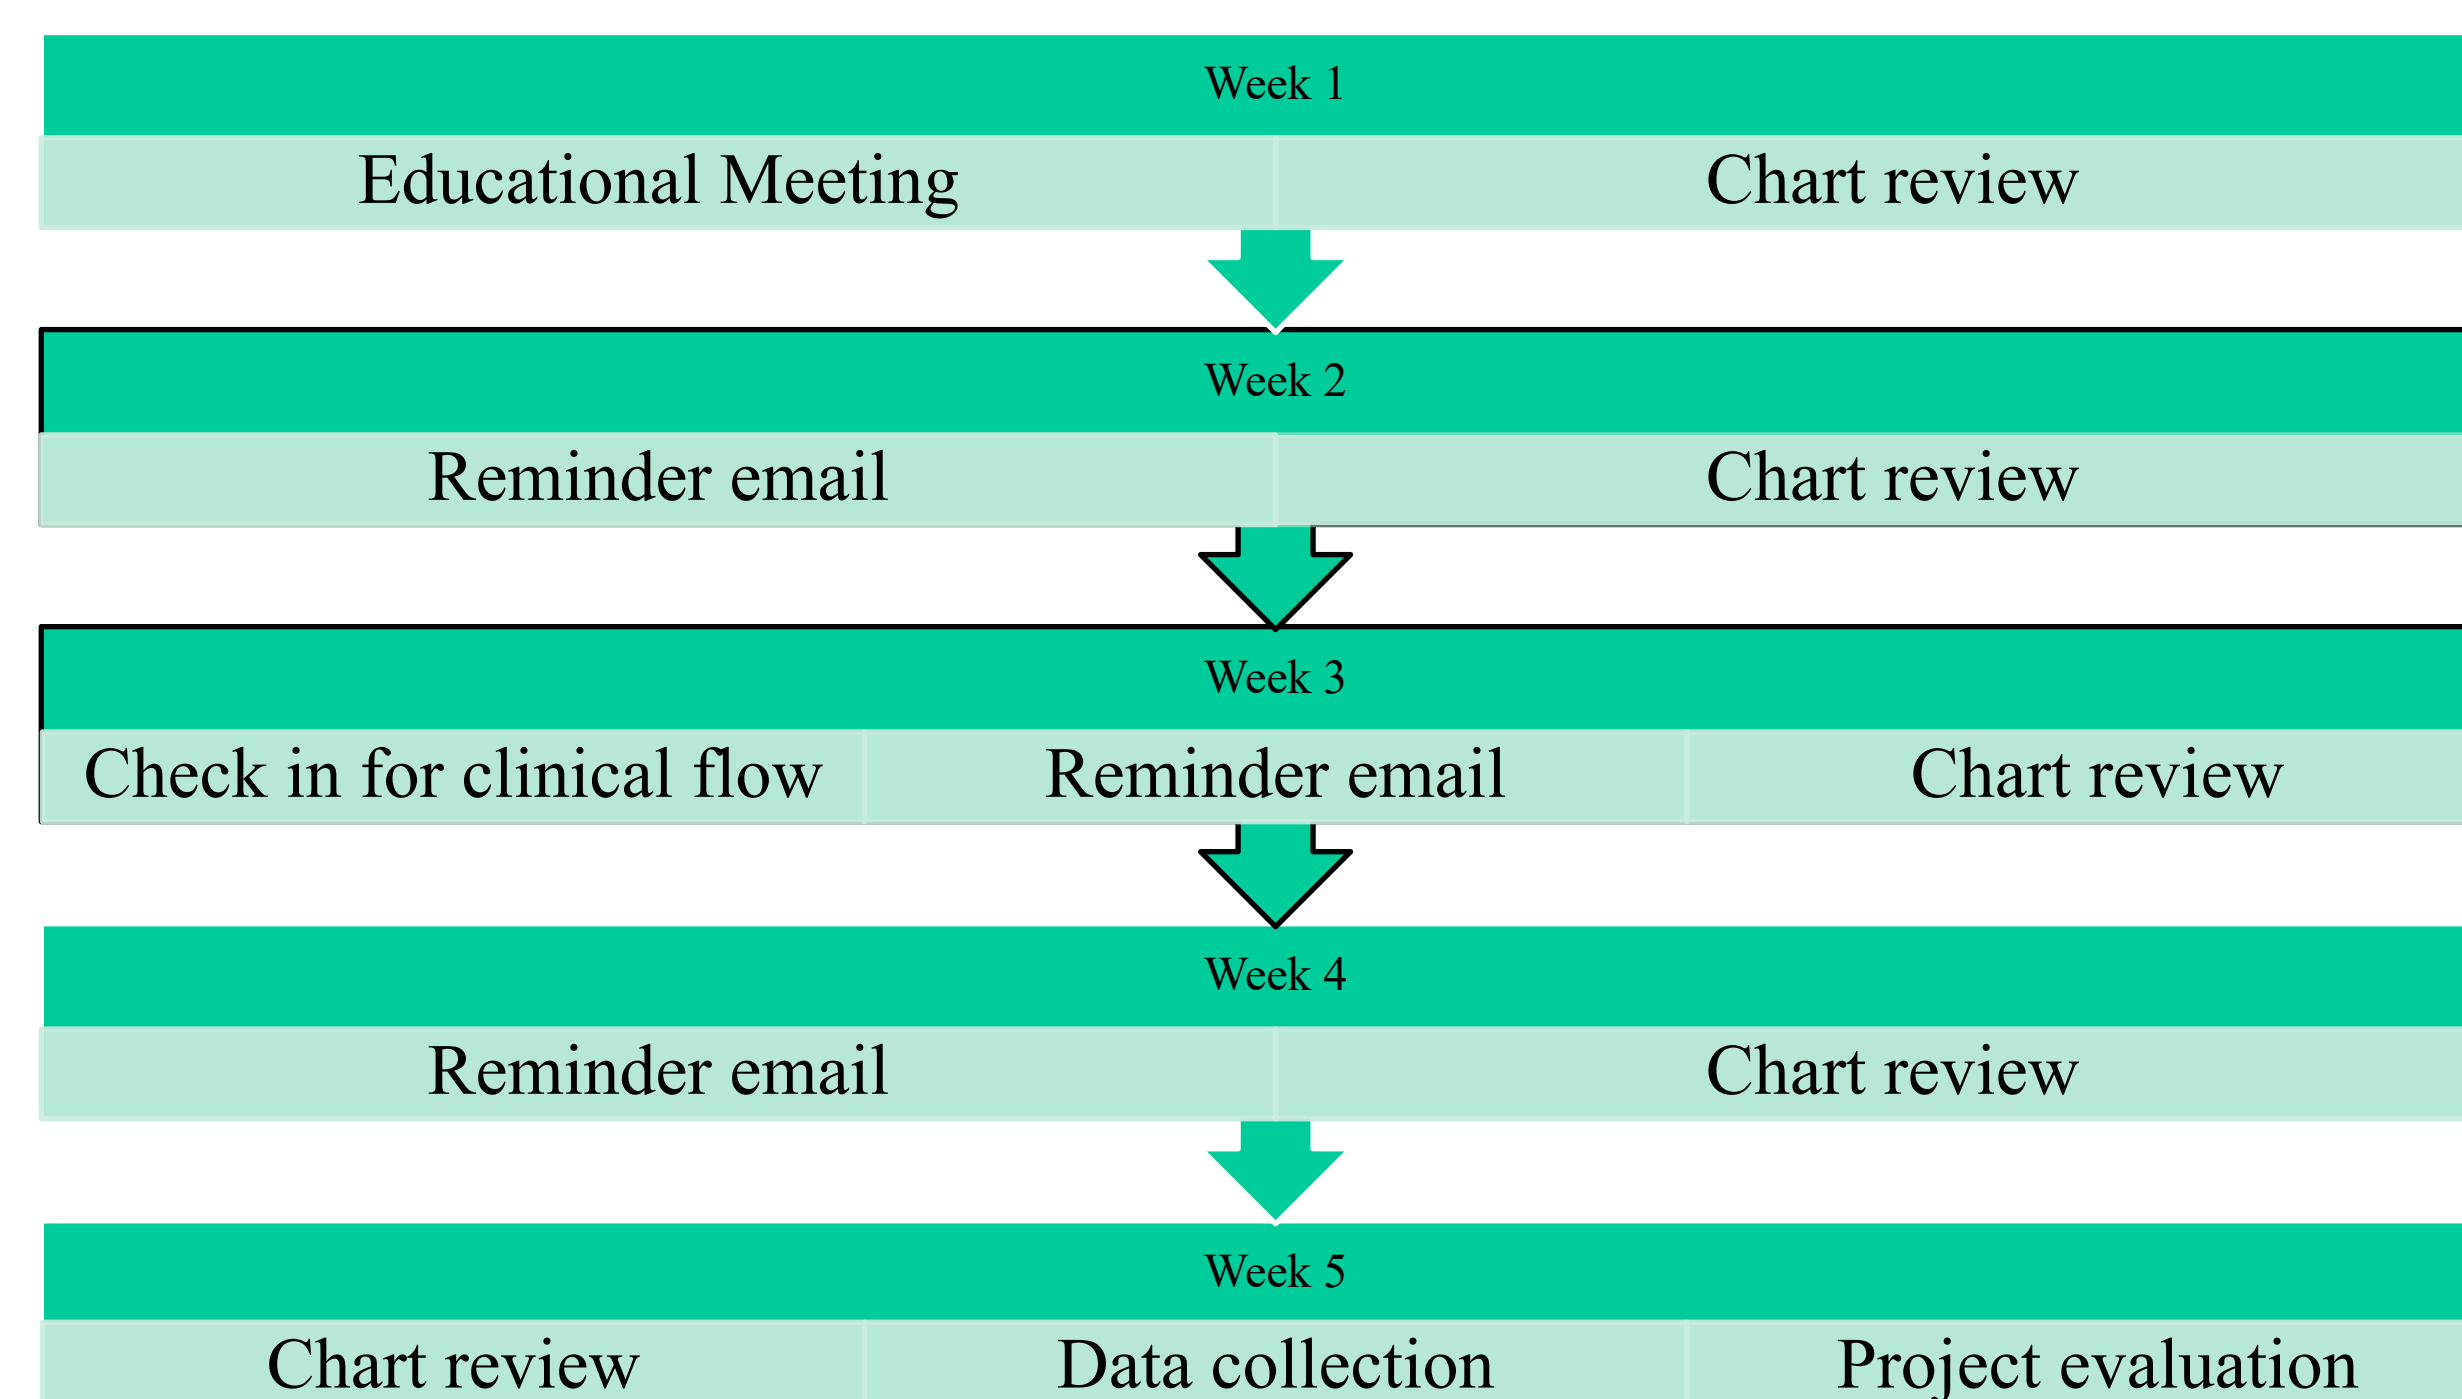 Week 1
Educational Meeting
Chart review
Week 2
Reminder email
Chart review
Week 3
Check in for clinical flow
Reminder email
Chart review
Week 4
Reminder email
Chart review
Week 5
Chart review
Data collection
Project evaluation